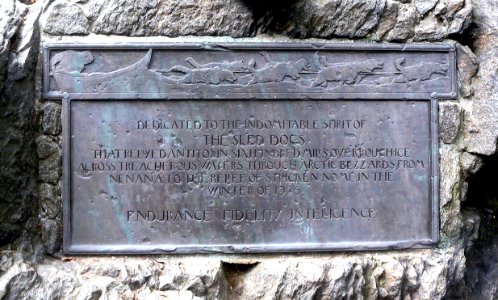 DEDICATED TO THE INDOMITABLE SPIRIT OF
THE SLED DOGS
THAT RELAYED ANTITOXIN SIX HUNDRED MILES OVER ROUGH ICE
ACROSS TREACHEROUS WATERS THROUGH ARCTIC BLIZZARDS FROM
NENANA TO THE RELIEF OF STRICKEN NOME IN THE
WINTER OF 1925
ENDURANCE FIDELITY INTELLIGENCE